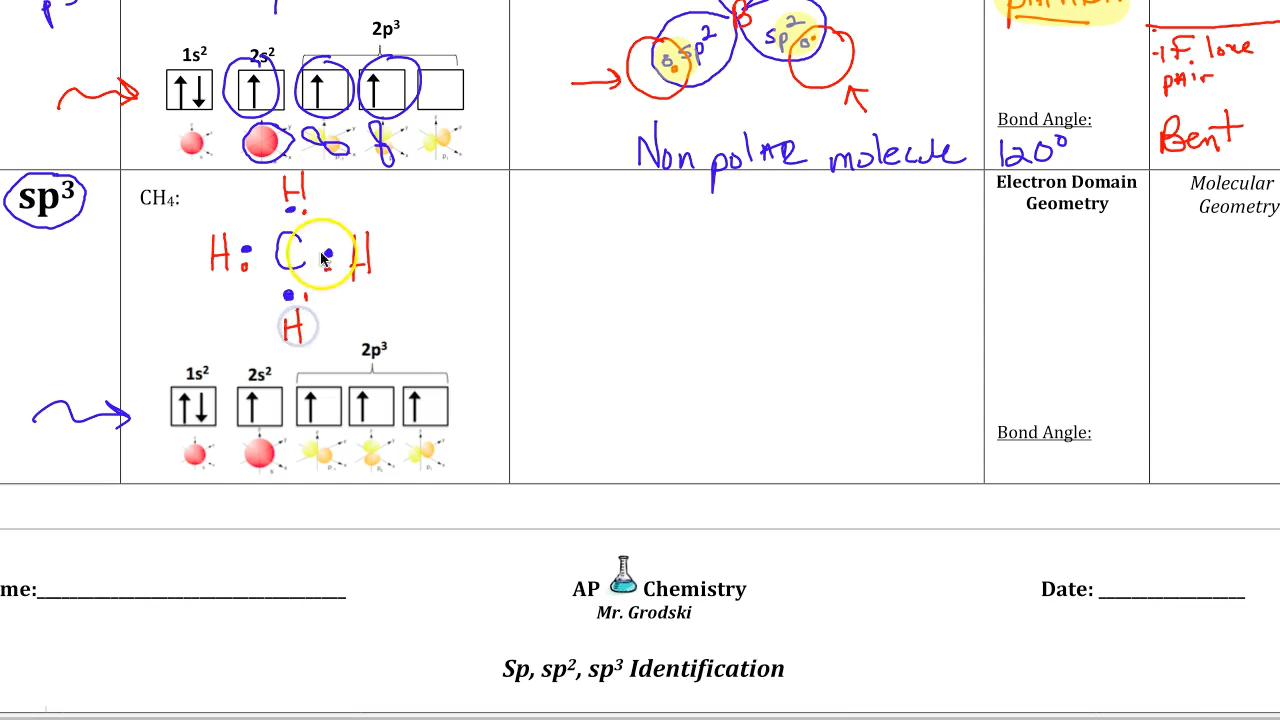 2p³
1s² 2s²
sp² sp²
B
-if lone
pair
Bent
Bond Angle:
120°
Non polar molecule
sp³
CH₄:
H
H C H
H
2p³
1s² 2s²
Electron Domain
Geometry
Molecular
Geometry
Bond Angle:
me:
AP Chemistry
Mr. Grodski
Date:
Sp, sp², sp³ Identification